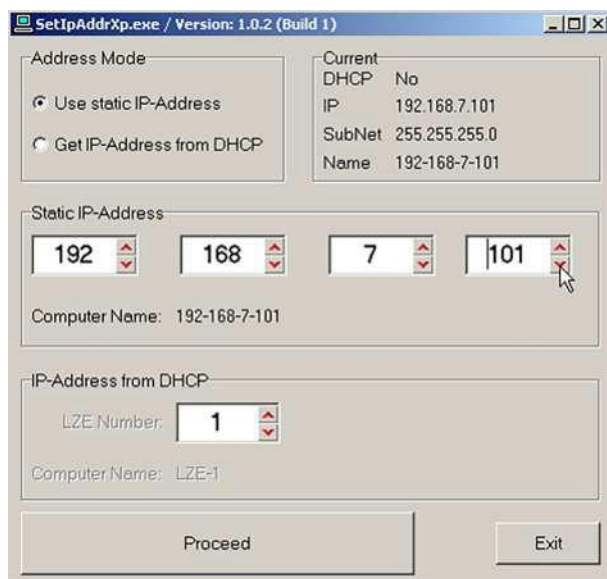 SetIpAddrXp.exe / Version: 1.0.2 (Build 1)
Address Mode
Use static IP-Address
Get IP-Address from DHCP
Current
DHCP No
IP 192.168.7.101
SubNet 255.255.255.0
Name 192-168-7-101
Static IP-Address
192 168 7 101
Computer Name: 192-168-7-101
IP-Address from DHCP
LZE Number: 1
Computer Name: LZE-1
Proceed Exit